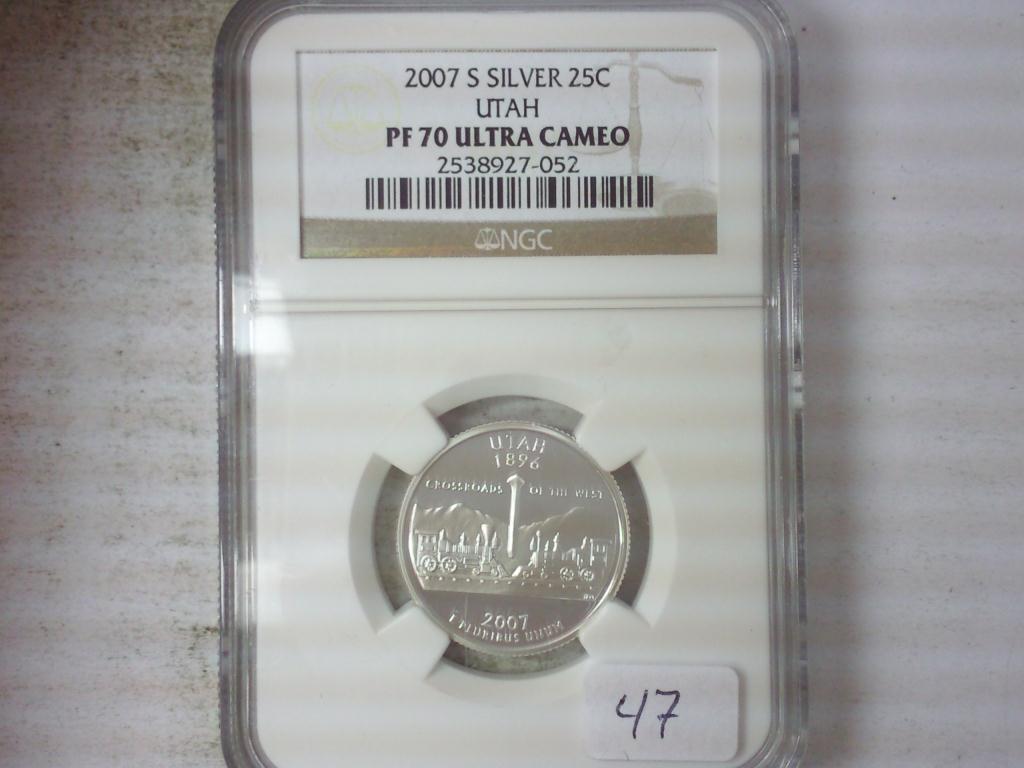 2007 S SILVER 25C
UTAH
PF 70 ULTRA CAMEO
2538927-052
NGC
UTAH
1896
CROSSROADS OF THE WEST
2007
E PLURIBUS UNUM
47